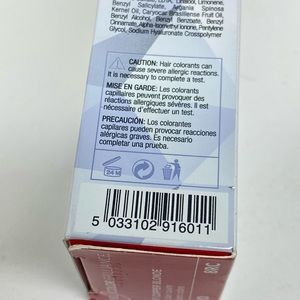 Benzyl Salicylate, Argania Spinosa
Kernel Oil, Caryocar Brasiliense Fruit Oil,
Benzyl Alcohol, Benzyl Benzoate, Benzyl
Cinnamate, Alpha-Isomethyl Ionone, Pentylene
Glycol, Sodium Hyaluronate Crosspolymer
CAUTION: Hair colorants can
cause severe allergic reactions. It
is necessary to complete a test.
MISE EN GARDE: Les colorants
capillaires peuvent provoquer des
réactions allergiques sévères. Il est
nécessaire d'effectuer un test.
PRECAUCIÓN: Los colorantes
capilares pueden provocar reacciones
alérgicas graves. Es necesario
completar una prueba.
24 M
5 033102 916011
8RC